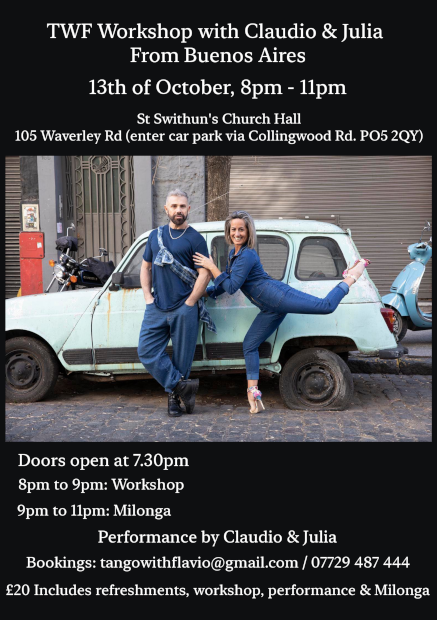 TWF Workshop with Claudio & Julia
From Buenos Aires
13th of October, 8pm - 11pm
St Swithun's Church Hall
105 Waverley Rd (enter car park via Collingwood Rd. PO5 2QY)
Doors open at 7.30pm
8pm to 9pm: Workshop
9pm to 11pm: Milonga
Performance by Claudio & Julia
Bookings: tangowithflavio@gmail.com / 07729 487 444
£20 Includes refreshments, workshop, performance & Milonga